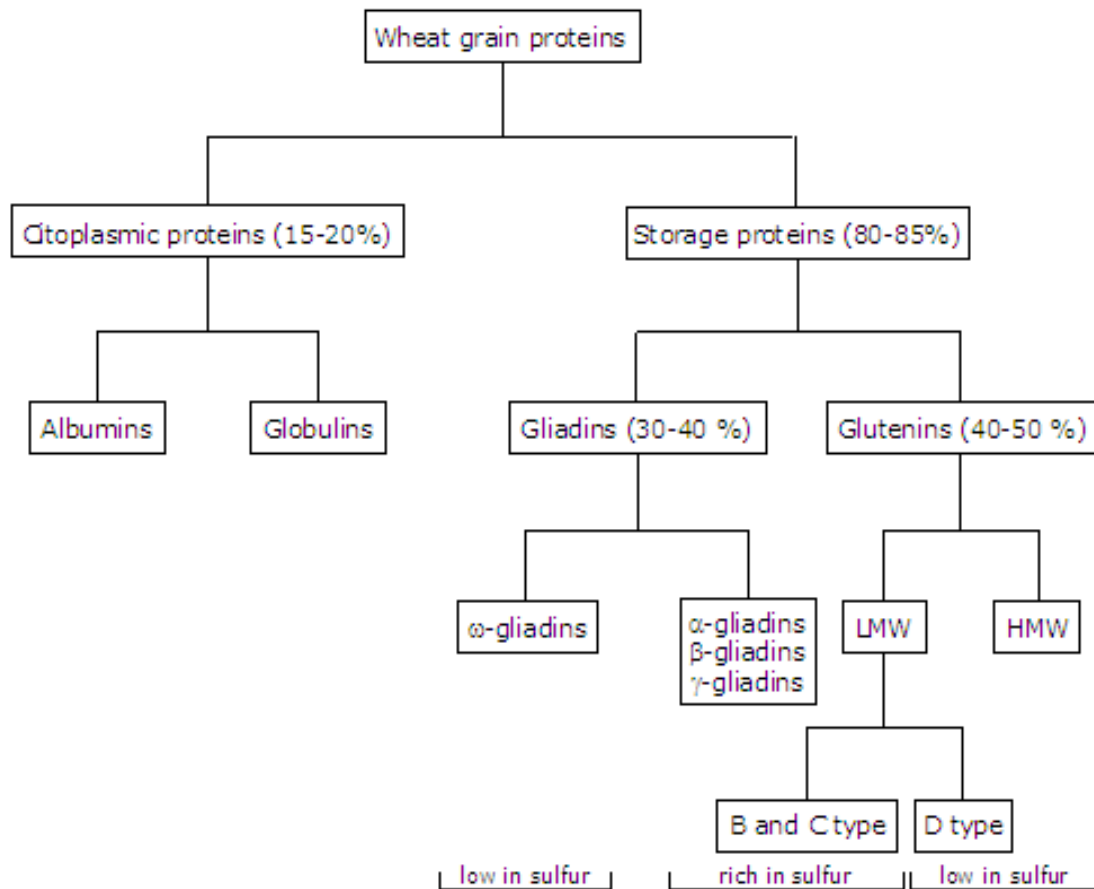 Wheat grain proteins
Citoplasmic proteins (15-20%)
Storage proteins (80-85%)
Albumins
Globulins
Gliadins (30-40 %)
Glutenins (40-50 %)
ω-gliadins
α-gliadins
β-gliadins
γ-gliadins
LMW
HMW
B and C type
D type
low in sulfur
rich in sulfur
low in sulfur